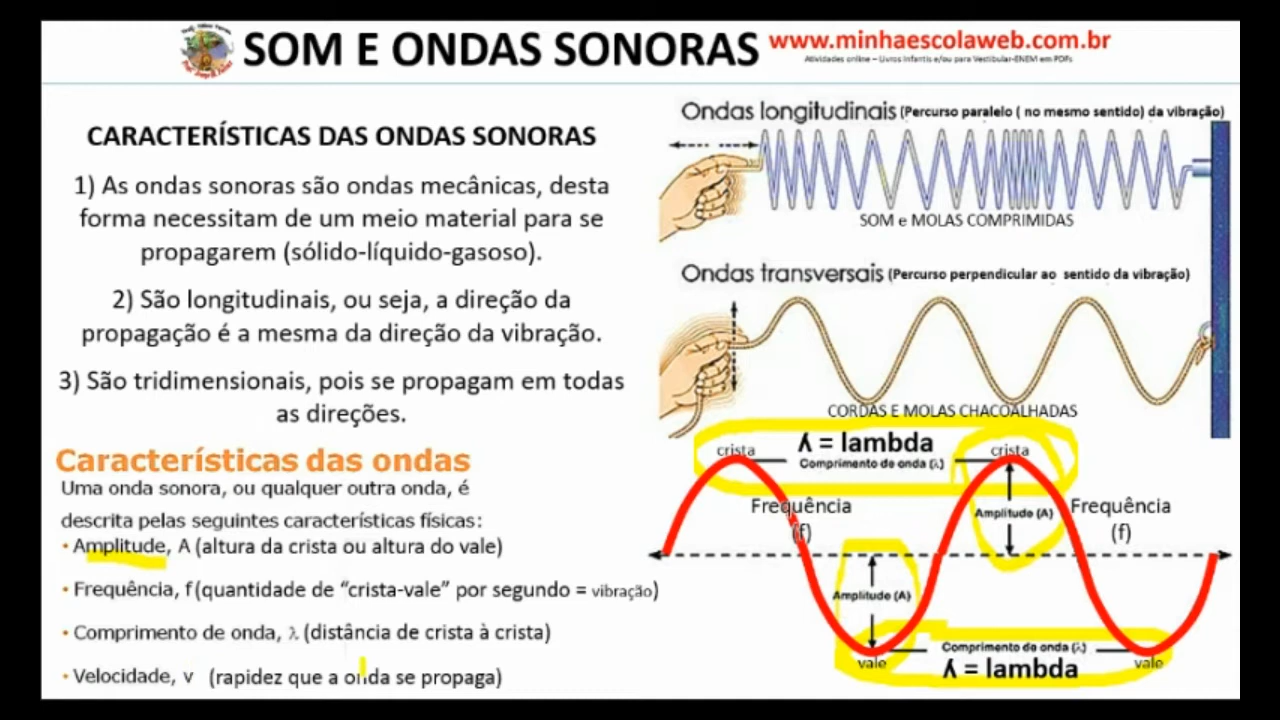 SOM E ONDAS SONORAS
www.minhaescolaweb.com.br
Atividades online – Livros Infantis e/ou para Vestibular-ENEM em PDFs
CARACTERÍSTICAS DAS ONDAS SONORAS
1) As ondas sonoras são ondas mecânicas, desta
forma necessitam de um meio material para se
propagarem (sólido-líquido-gasoso).
2) São longitudinais, ou seja, a direção da
propagação é a mesma da direção da vibração.
3) São tridimensionais, pois se propagam em todas
as direções.
Características das ondas
Uma onda sonora, ou qualquer outra onda, é
descrita pelas seguintes características físicas:
• Amplitude, A (altura da crista ou altura do vale)
• Frequência, f (quantidade de “crista-vale” por segundo = vibração)
• Comprimento de onda, λ (distância de crista à crista)
• Velocidade, v (rapidez que a onda se propaga)
Ondas longitudinais (Percurso paralelo ( no mesmo sentido) da vibração)
SOM e MOLAS COMPRIMIDAS
Ondas transversais (Percurso perpendicular ao sentido da vibração)
CORDAS E MOLAS CHACOALHADAS
crista
ʎ = lambda
crista
Comprimento de onda (λ)
Frequência
(f)
Amplitude (A)
Frequência
(f)
Amplitude (A)
Comprimento de onda (λ)
vale
ʎ = lambda
vale